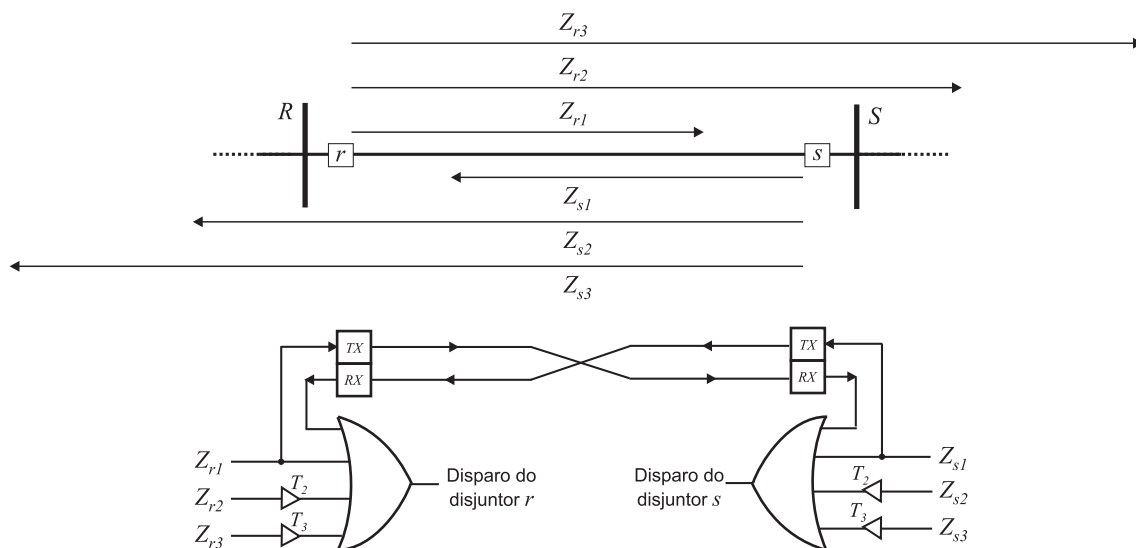 Z_{r3}
Z_{r2}
R
Z_{r1}
S
r
s
Z_{s1}
Z_{s2}
Z_{s3}
TX
TX
RX
RX
Z_{r1}
Z_{r2}
T_2
Z_{r3}
T_3
Disparo do
disjuntor r
Disparo do
disjuntor s
Z_{s1}
T_2
Z_{s2}
T_3
Z_{s3}